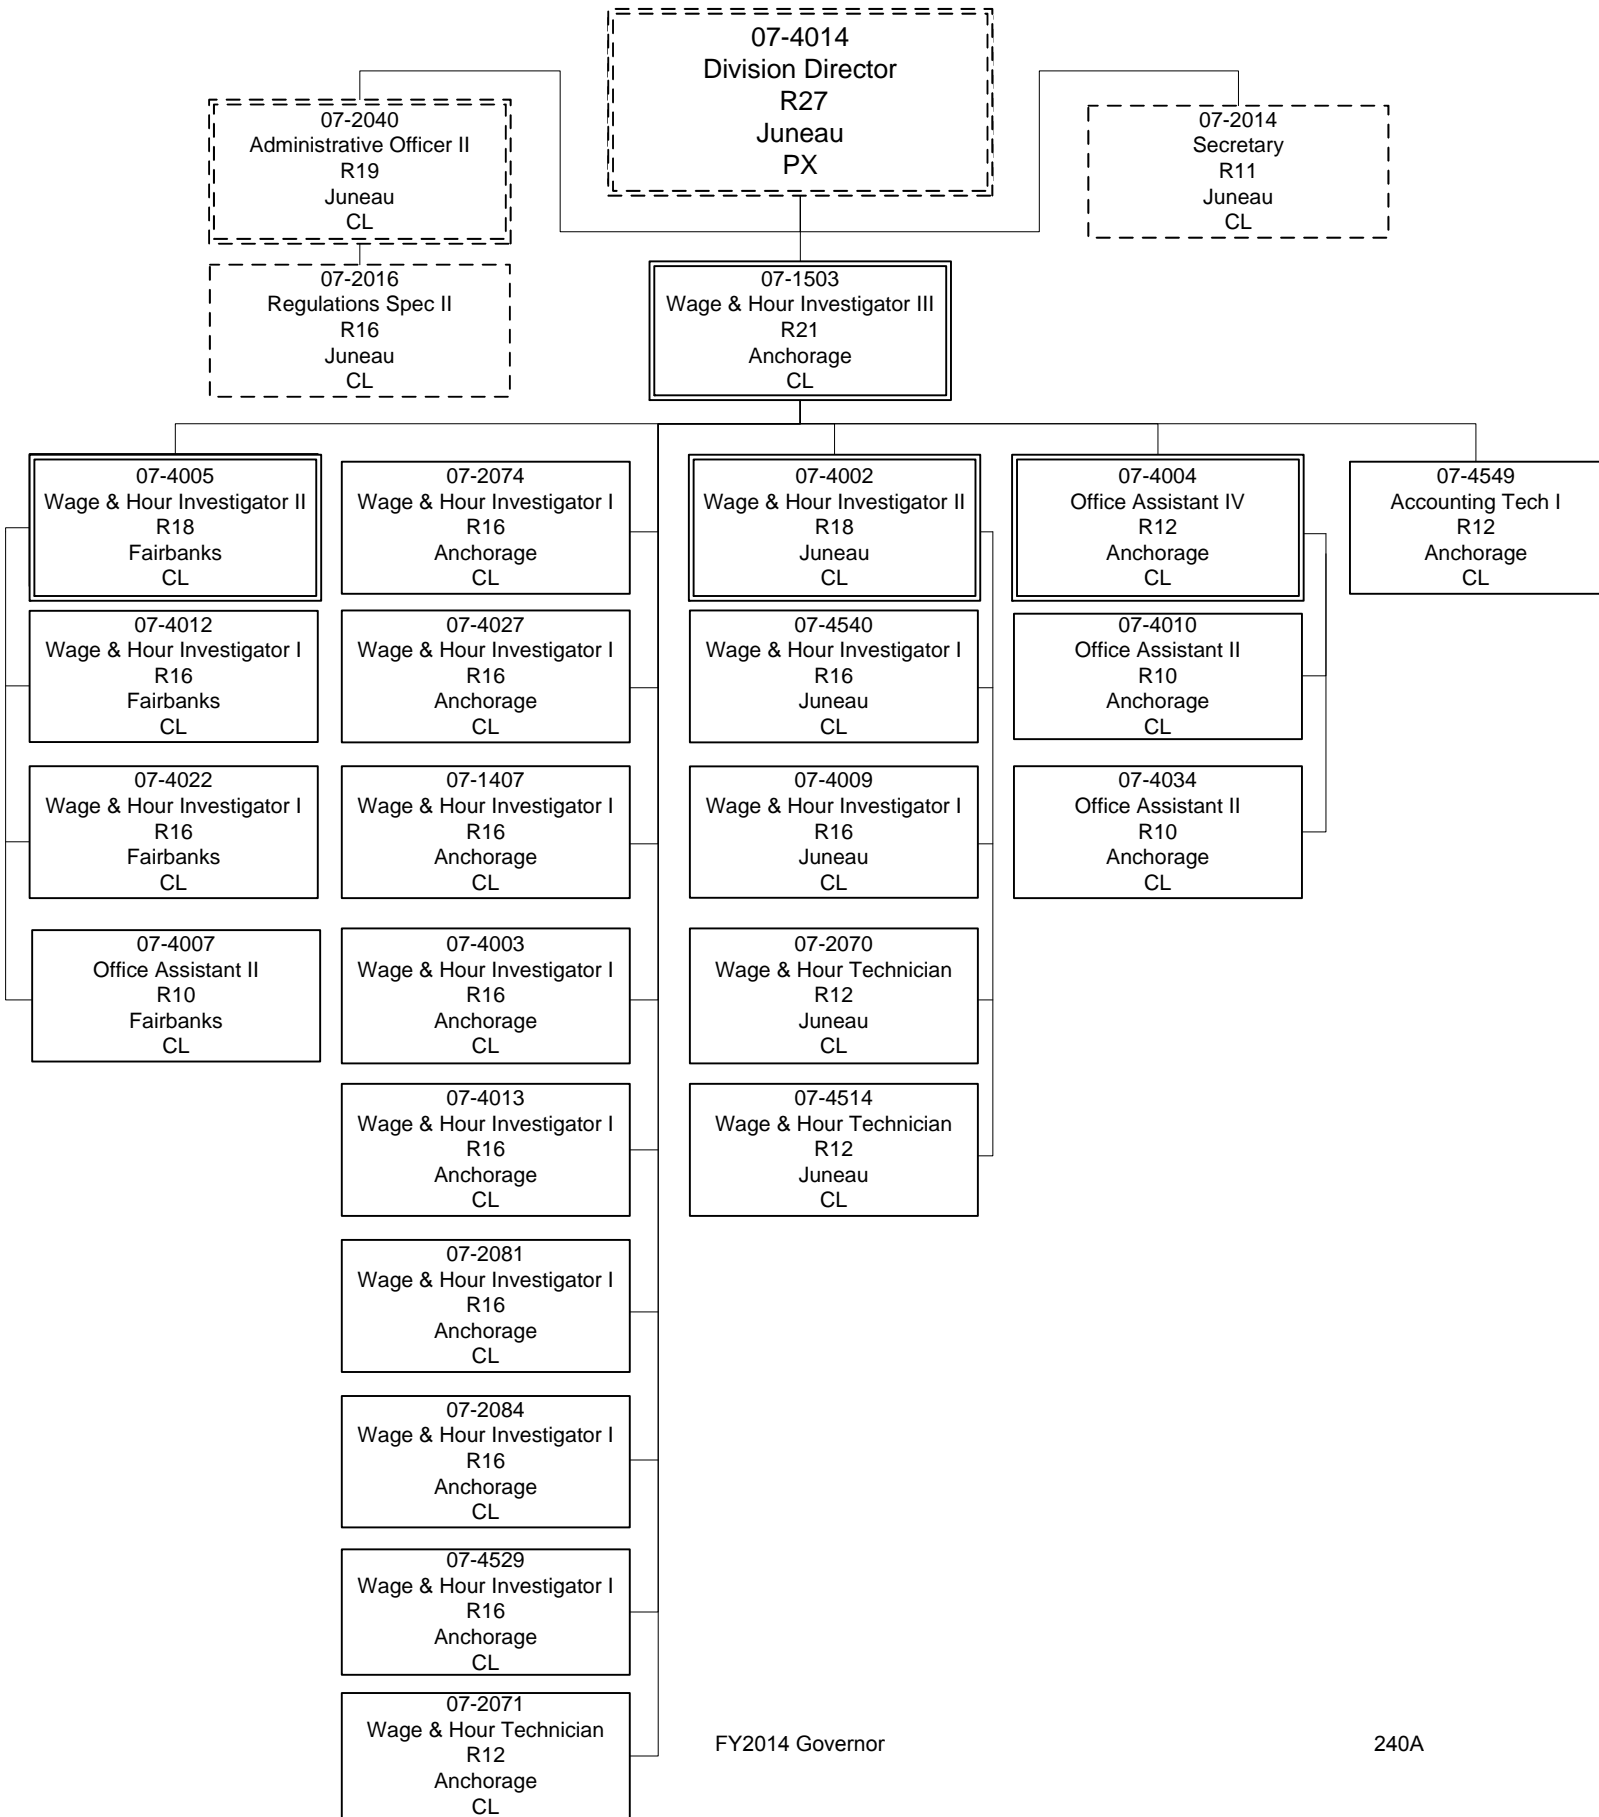 07-4014
Division Director
R27
Juneau
PX
07-2040
Administrative Officer II
R19
Juneau
CL
07-2014
Secretary
R11
Juneau
CL
07-2016
Regulations Spec II
R16
Juneau
CL
07-1503
Wage & Hour Investigator III
R21
Anchorage
CL
07-4005
Wage & Hour Investigator II
R18
Fairbanks
CL
07-4012
Wage & Hour Investigator I
R16
Fairbanks
CL
07-4022
Wage & Hour Investigator I
R16
Fairbanks
CL
07-4007
Office Assistant II
R10
Fairbanks
CL
07-2074
Wage & Hour Investigator I
R16
Anchorage
CL
07-4027
Wage & Hour Investigator I
R16
Anchorage
CL
07-1407
Wage & Hour Investigator I
R16
Anchorage
CL
07-4003
Wage & Hour Investigator I
R16
Anchorage
CL
07-4013
Wage & Hour Investigator I
R16
Anchorage
CL
07-2081
Wage & Hour Investigator I
R16
Anchorage
CL
07-2084
Wage & Hour Investigator I
R16
Anchorage
CL
07-4529
Wage & Hour Investigator I
R16
Anchorage
CL
07-2071
Wage & Hour Technician
R12
Anchorage
CL
07-4002
Wage & Hour Investigator II
R18
Juneau
CL
07-4540
Wage & Hour Investigator I
R16
Juneau
CL
07-4009
Wage & Hour Investigator I
R16
Juneau
CL
07-2070
Wage & Hour Technician
R12
Juneau
CL
07-4514
Wage & Hour Technician
R12
Juneau
CL
07-4004
Office Assistant IV
R12
Anchorage
CL
07-4010
Office Assistant II
R10
Anchorage
CL
07-4034
Office Assistant II
R10
Anchorage
CL
07-4549
Accounting Tech I
R12
Anchorage
CL
FY2014 Governor
240A